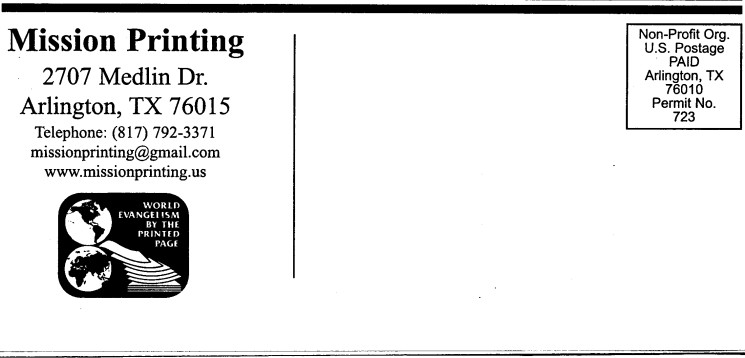 Mission Printing
2707 Medlin Dr.
Arlington, TX 76015
Telephone: (817) 792-3371
missionprinting@gmail.com
www.missionprinting.us
WORLD
EVANGELISM
BY THE
PRINTED
PAGE
Non-Profit Org.
U.S. Postage
PAID
Arlington, TX
76010
Permit No.
723